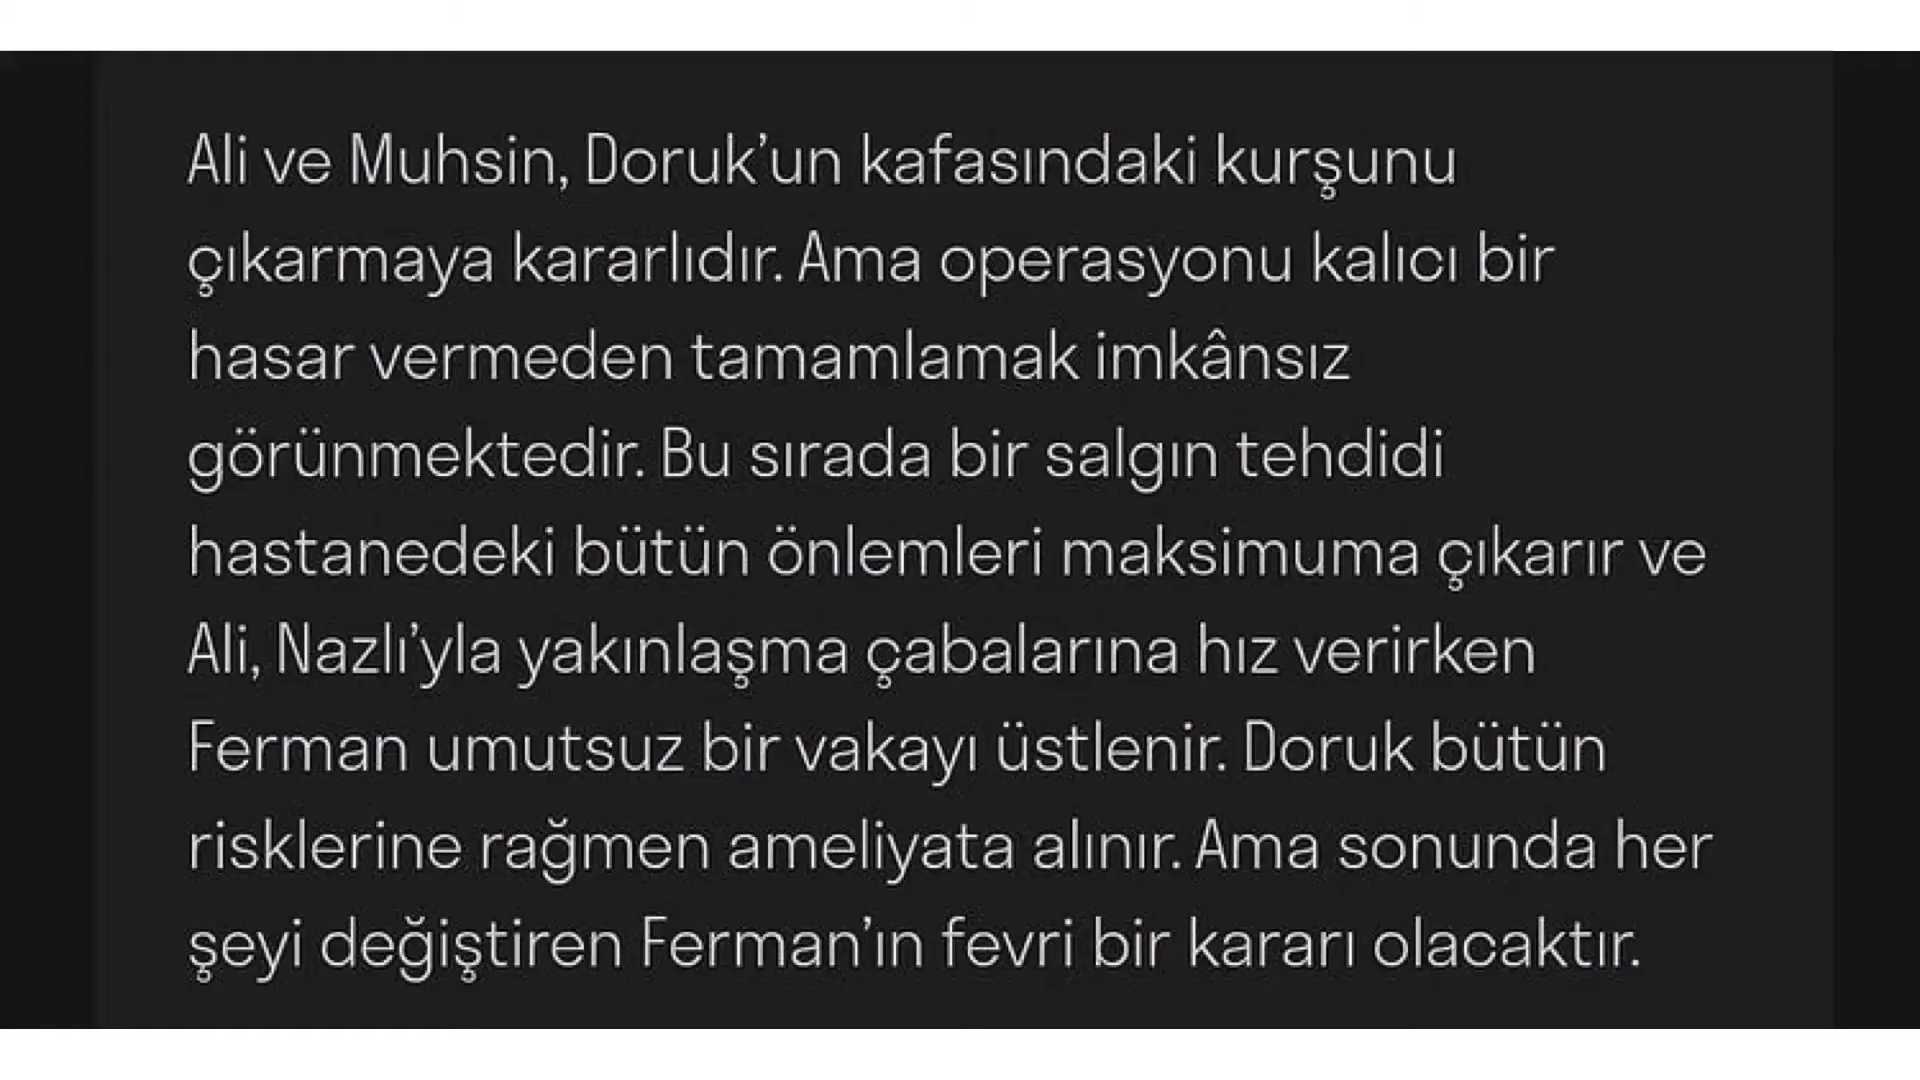 Ali ve Muhsin, Doruk’un kafasındaki kurşunu
çıkarmaya kararlıdır. Ama operasyonu kalıcı bir
hasar vermeden tamamlamak imkânsız
görünmektedir. Bu sırada bir salgın tehdidi
hastanedeki bütün önlemleri maksimuma çıkarır ve
Ali, Nazlı’yla yakınlaşma çabalarına hız verirken
Ferman umutsuz bir vakayı üstlenir. Doruk bütün
risklerine rağmen ameliyata alınır. Ama sonunda her
şeyi değiştiren Ferman’ın fevri bir kararı olacaktır.